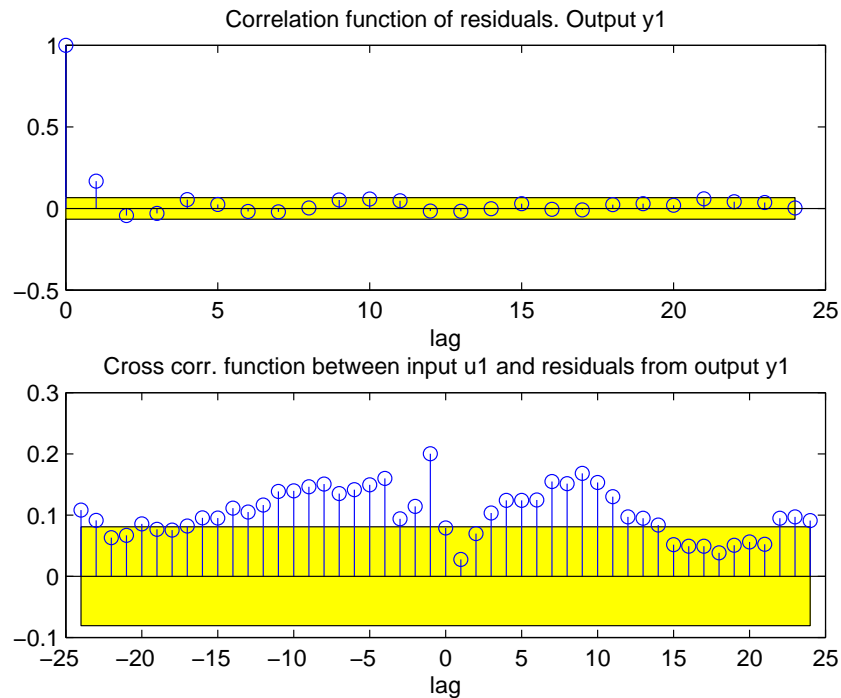 Correlation function of residuals. Output y1
1
0.5
0
−0.5
0 5 10 15 20 25
lag
Cross corr. function between input u1 and residuals from output y1
0.3
0.2
0.1
0
−0.1
−25 −20 −15 −10 −5 0 5 10 15 20 25
lag